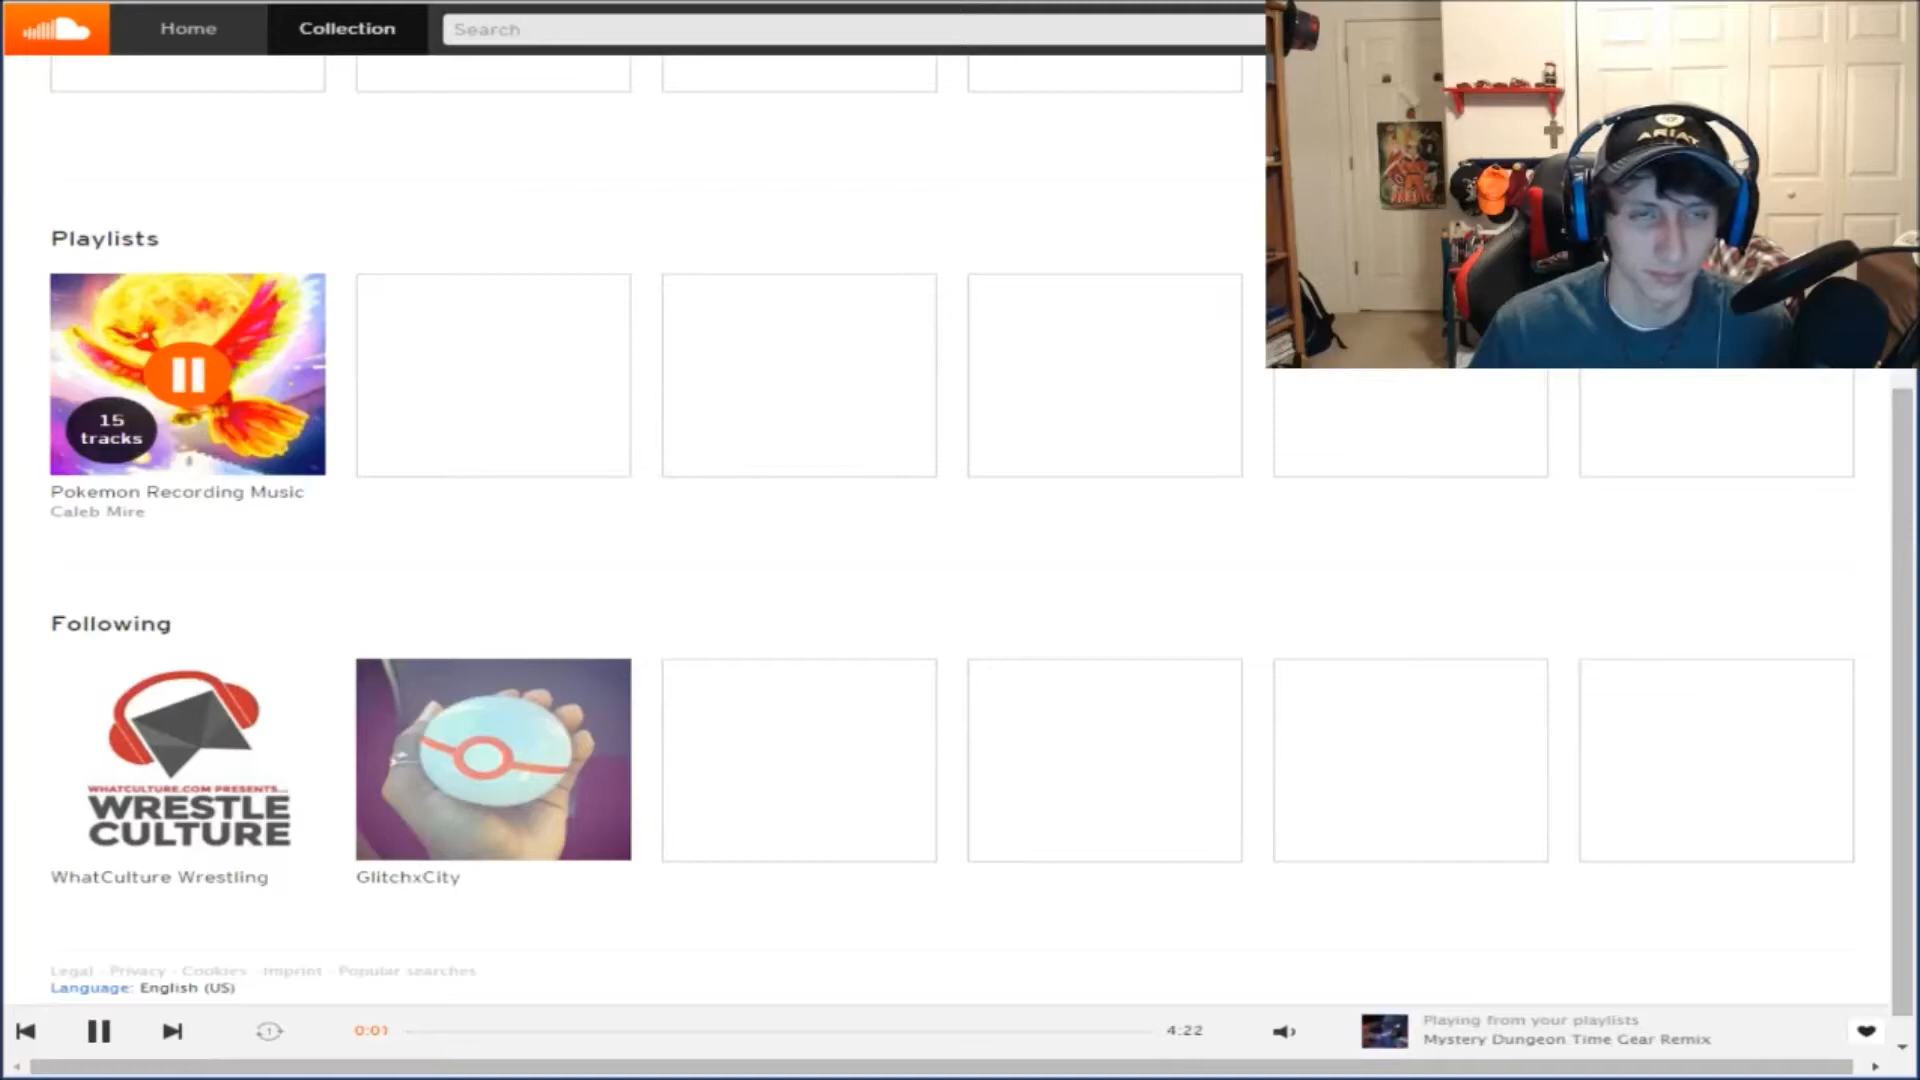 Home
Collection
Search
ARIAT
Playlists
15
tracks
Pokemon Recording Music
Caleb Mire
Following
WHATCULTURE.COM PRESENTS...
WRESTLE
CULTURE
WhatCulture Wrestling
GlitchxCity
Legal - Privacy - Cookies - Imprint - Popular searches
Language: English (US)
1
0:01
4:22
Playing from your playlists
Mystery Dungeon Time Gear Remix